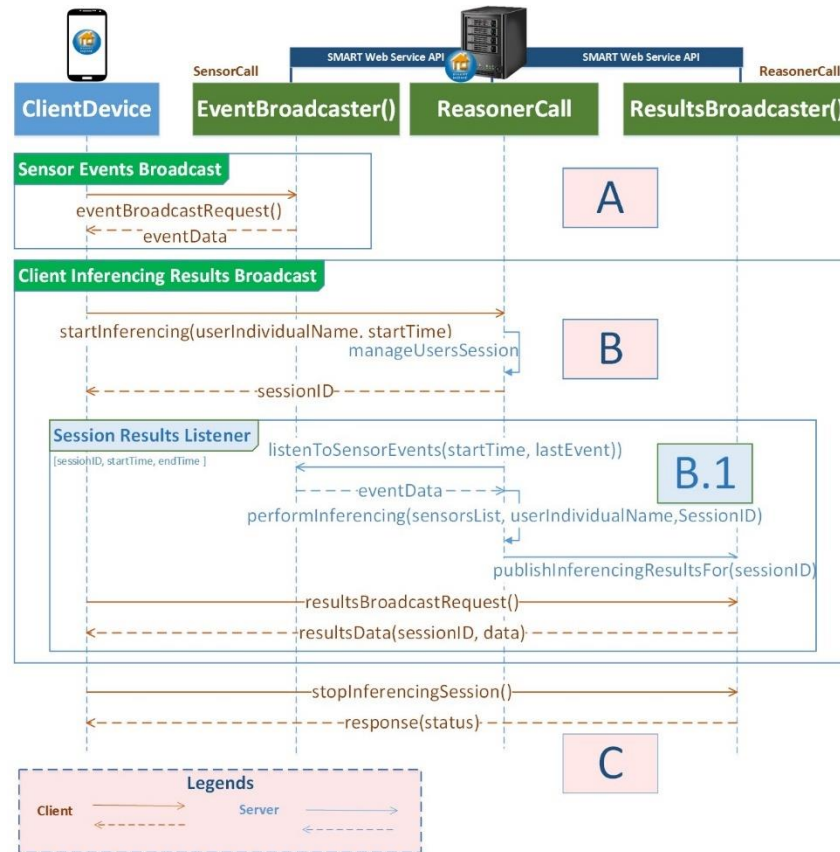 SMART Web Service API
SMART Web Service API
SensorCall
ReasonerCall
ClientDevice
EventBroadcaster()
ReasonerCall
ResultsBroadcaster()
Sensor Events Broadcast
A
eventBroadcastRequest()
eventData
Client Inferencing Results Broadcast
startInferencing(userIndividualName. startTime)
manageUsersSession
B
sessionID
Session Results Listener
[sessionID, startTime, endTime ]
listenToSensorEvents(startTime, lastEvent))
B.1
eventData
performInferencing(sensorsList, userIndividualName,SessionID)
publishInferencingResultsFor(sessionID)
resultsBroadcastRequest()
resultsData(sessionID, data)
stopInferencingSession()
response(status)
C
Legends
Client
Server